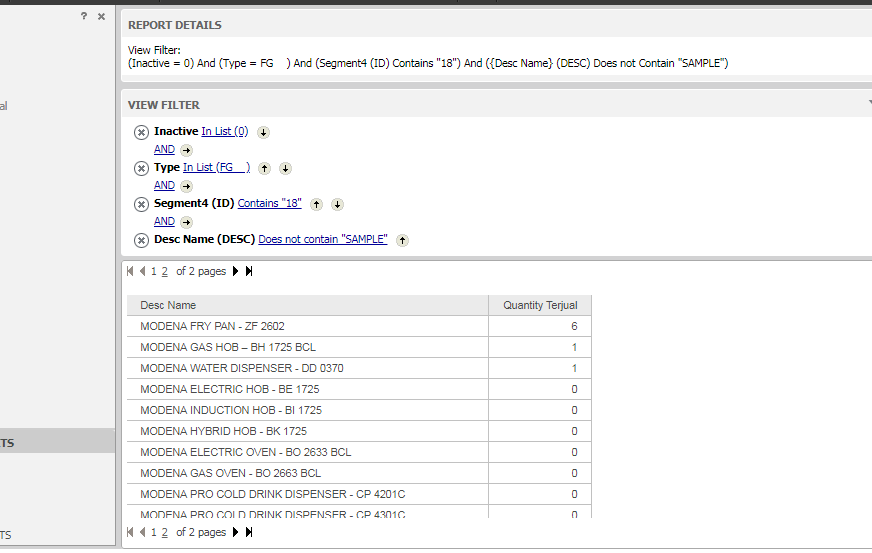 ? ×
al
TS
TS
REPORT DETAILS
View Filter:
(Inactive = 0) And (Type = FG    ) And (Segment4 (ID) Contains "18") And ({Desc Name} (DESC) Does not Contain "SAMPLE")
VIEW FILTER
Inactive In List (0)
AND
Type In List (FG    )
AND
Segment4 (ID) Contains "18"
AND
Desc Name (DESC) Does not contain "SAMPLE"
1 2 of 2 pages
Desc Name Quantity Terjual
MODENA FRY PAN - ZF 2602 6
MODENA GAS HOB – BH 1725 BCL 1
MODENA WATER DISPENSER - DD 0370 1
MODENA ELECTRIC HOB - BE 1725 0
MODENA INDUCTION HOB - BI 1725 0
MODENA HYBRID HOB - BK 1725 0
MODENA ELECTRIC OVEN - BO 2633 BCL 0
MODENA GAS OVEN - BO 2663 BCL 0
MODENA PRO COLD DRINK DISPENSER - CP 4201C 0
MODENA PRO COLD DRINK DISPENSER - CP 4301C 0
1 2 of 2 pages